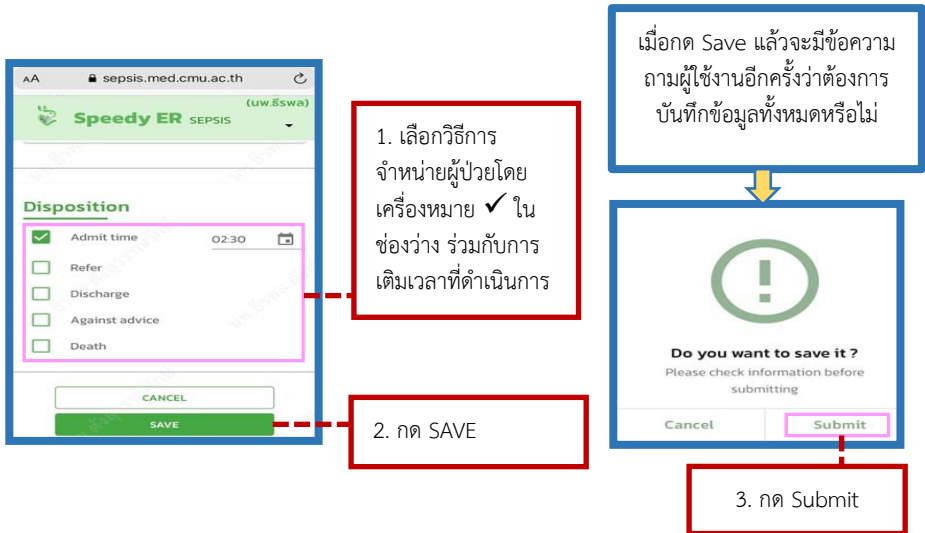 AA sepsis.med.cmu.ac.th
(นพ.ธีรพล)
Speedy ER SEPSIS
Disposition
Admit time 02:30
Refer
Discharge
Against advice
Death
CANCEL
SAVE
1. เลือกวิธีการ
จำหน่ายผู้ป่วยโดย
เครื่องหมาย ✓ ใน
ช่องว่าง ร่วมกับการ
เติมเวลาที่ดำเนินการ
2. กด SAVE
เมื่อกด Save แล้วจะมีข้อความ
ถามผู้ใช้งานอีกครั้งว่าต้องการ
บันทึกข้อมูลทั้งหมดหรือไม่
Do you want to save it ?
Please check information before
submitting
Cancel Submit
3. กด Submit